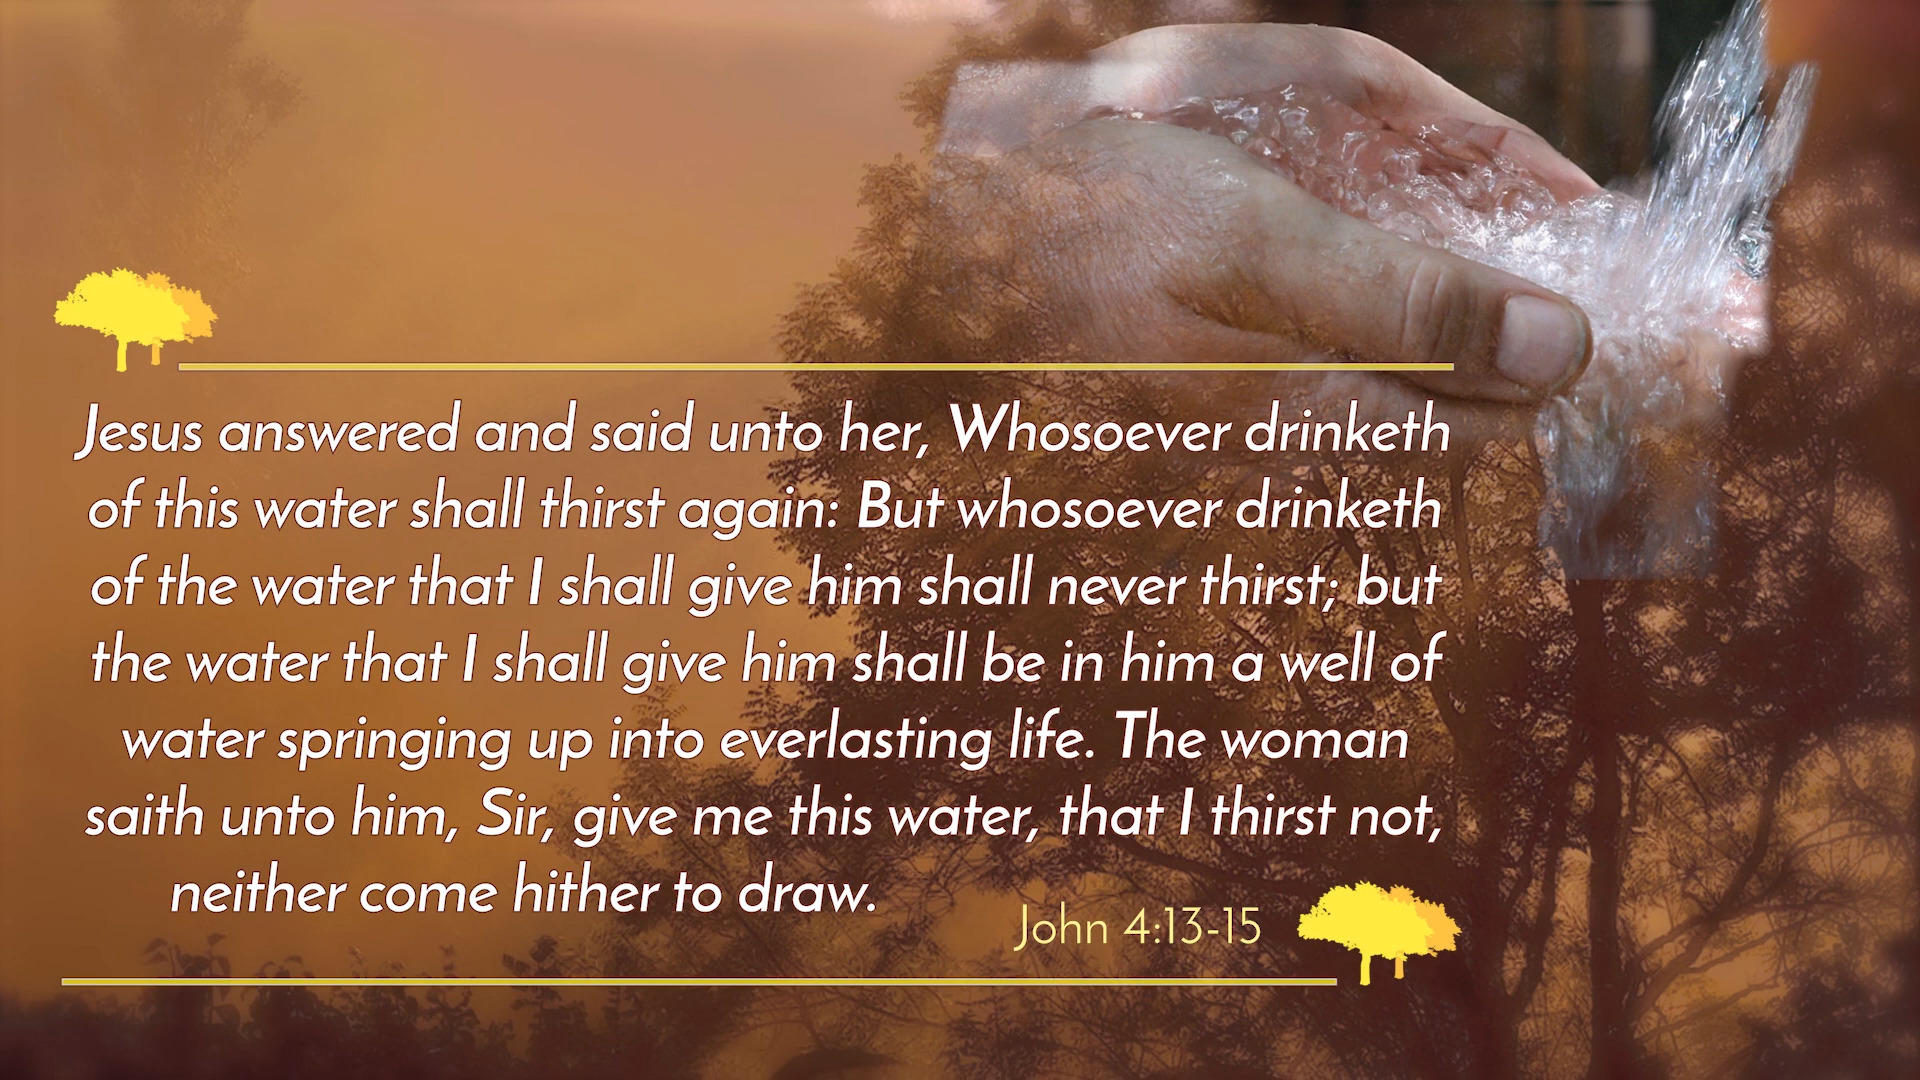 Jesus answered and said unto her, Whosoever drinketh
of this water shall thirst again: But whosoever drinketh
of the water that I shall give him shall never thirst; but
the water that I shall give him shall be in him a well of
water springing up into everlasting life. The woman
saith unto him, Sir, give me this water, that I thirst not,
neither come hither to draw.
John 4:13-15